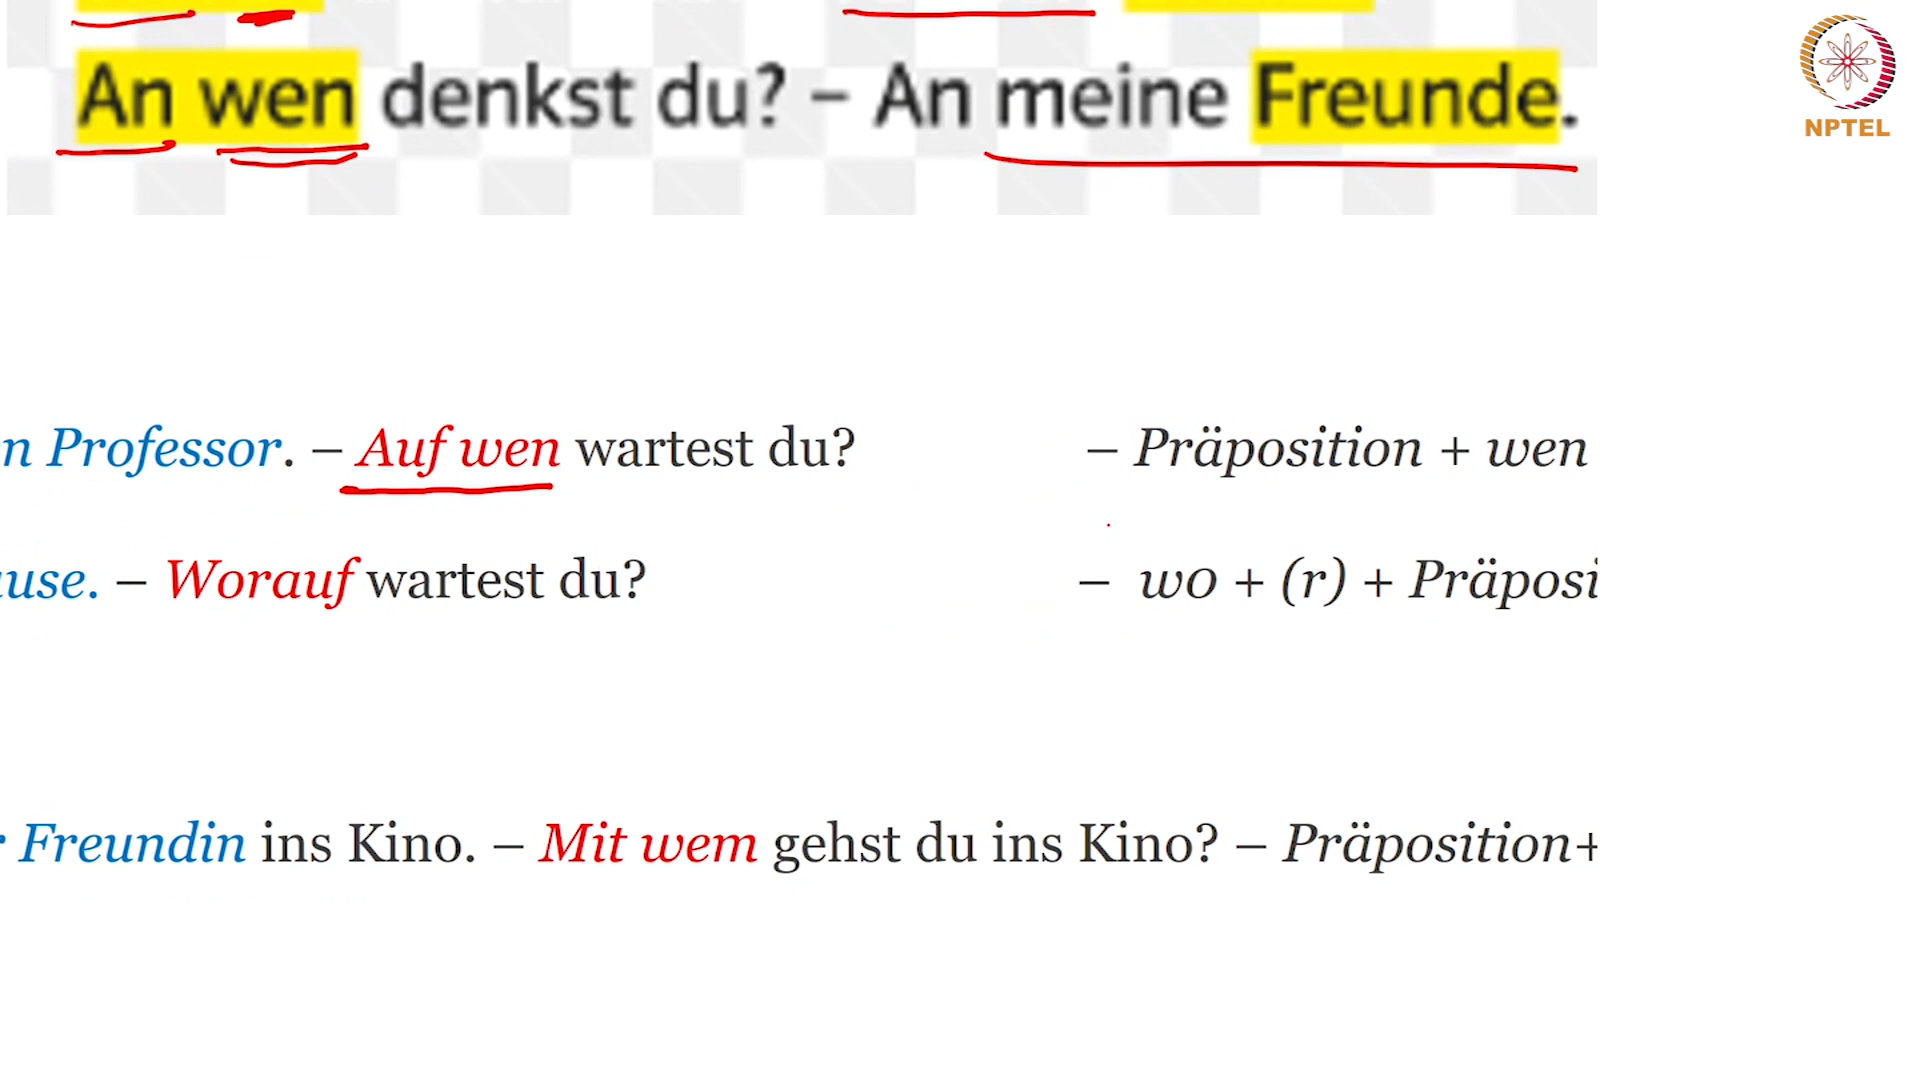 An wen denkst du? – An meine Freunde.
NPTEL
n Professor. – Auf wen wartest du? – Präposition + wen
use. – Worauf wartest du? – wo + (r) + Präposi
r Freundin ins Kino. – Mit wem gehst du ins Kino? – Präposition+